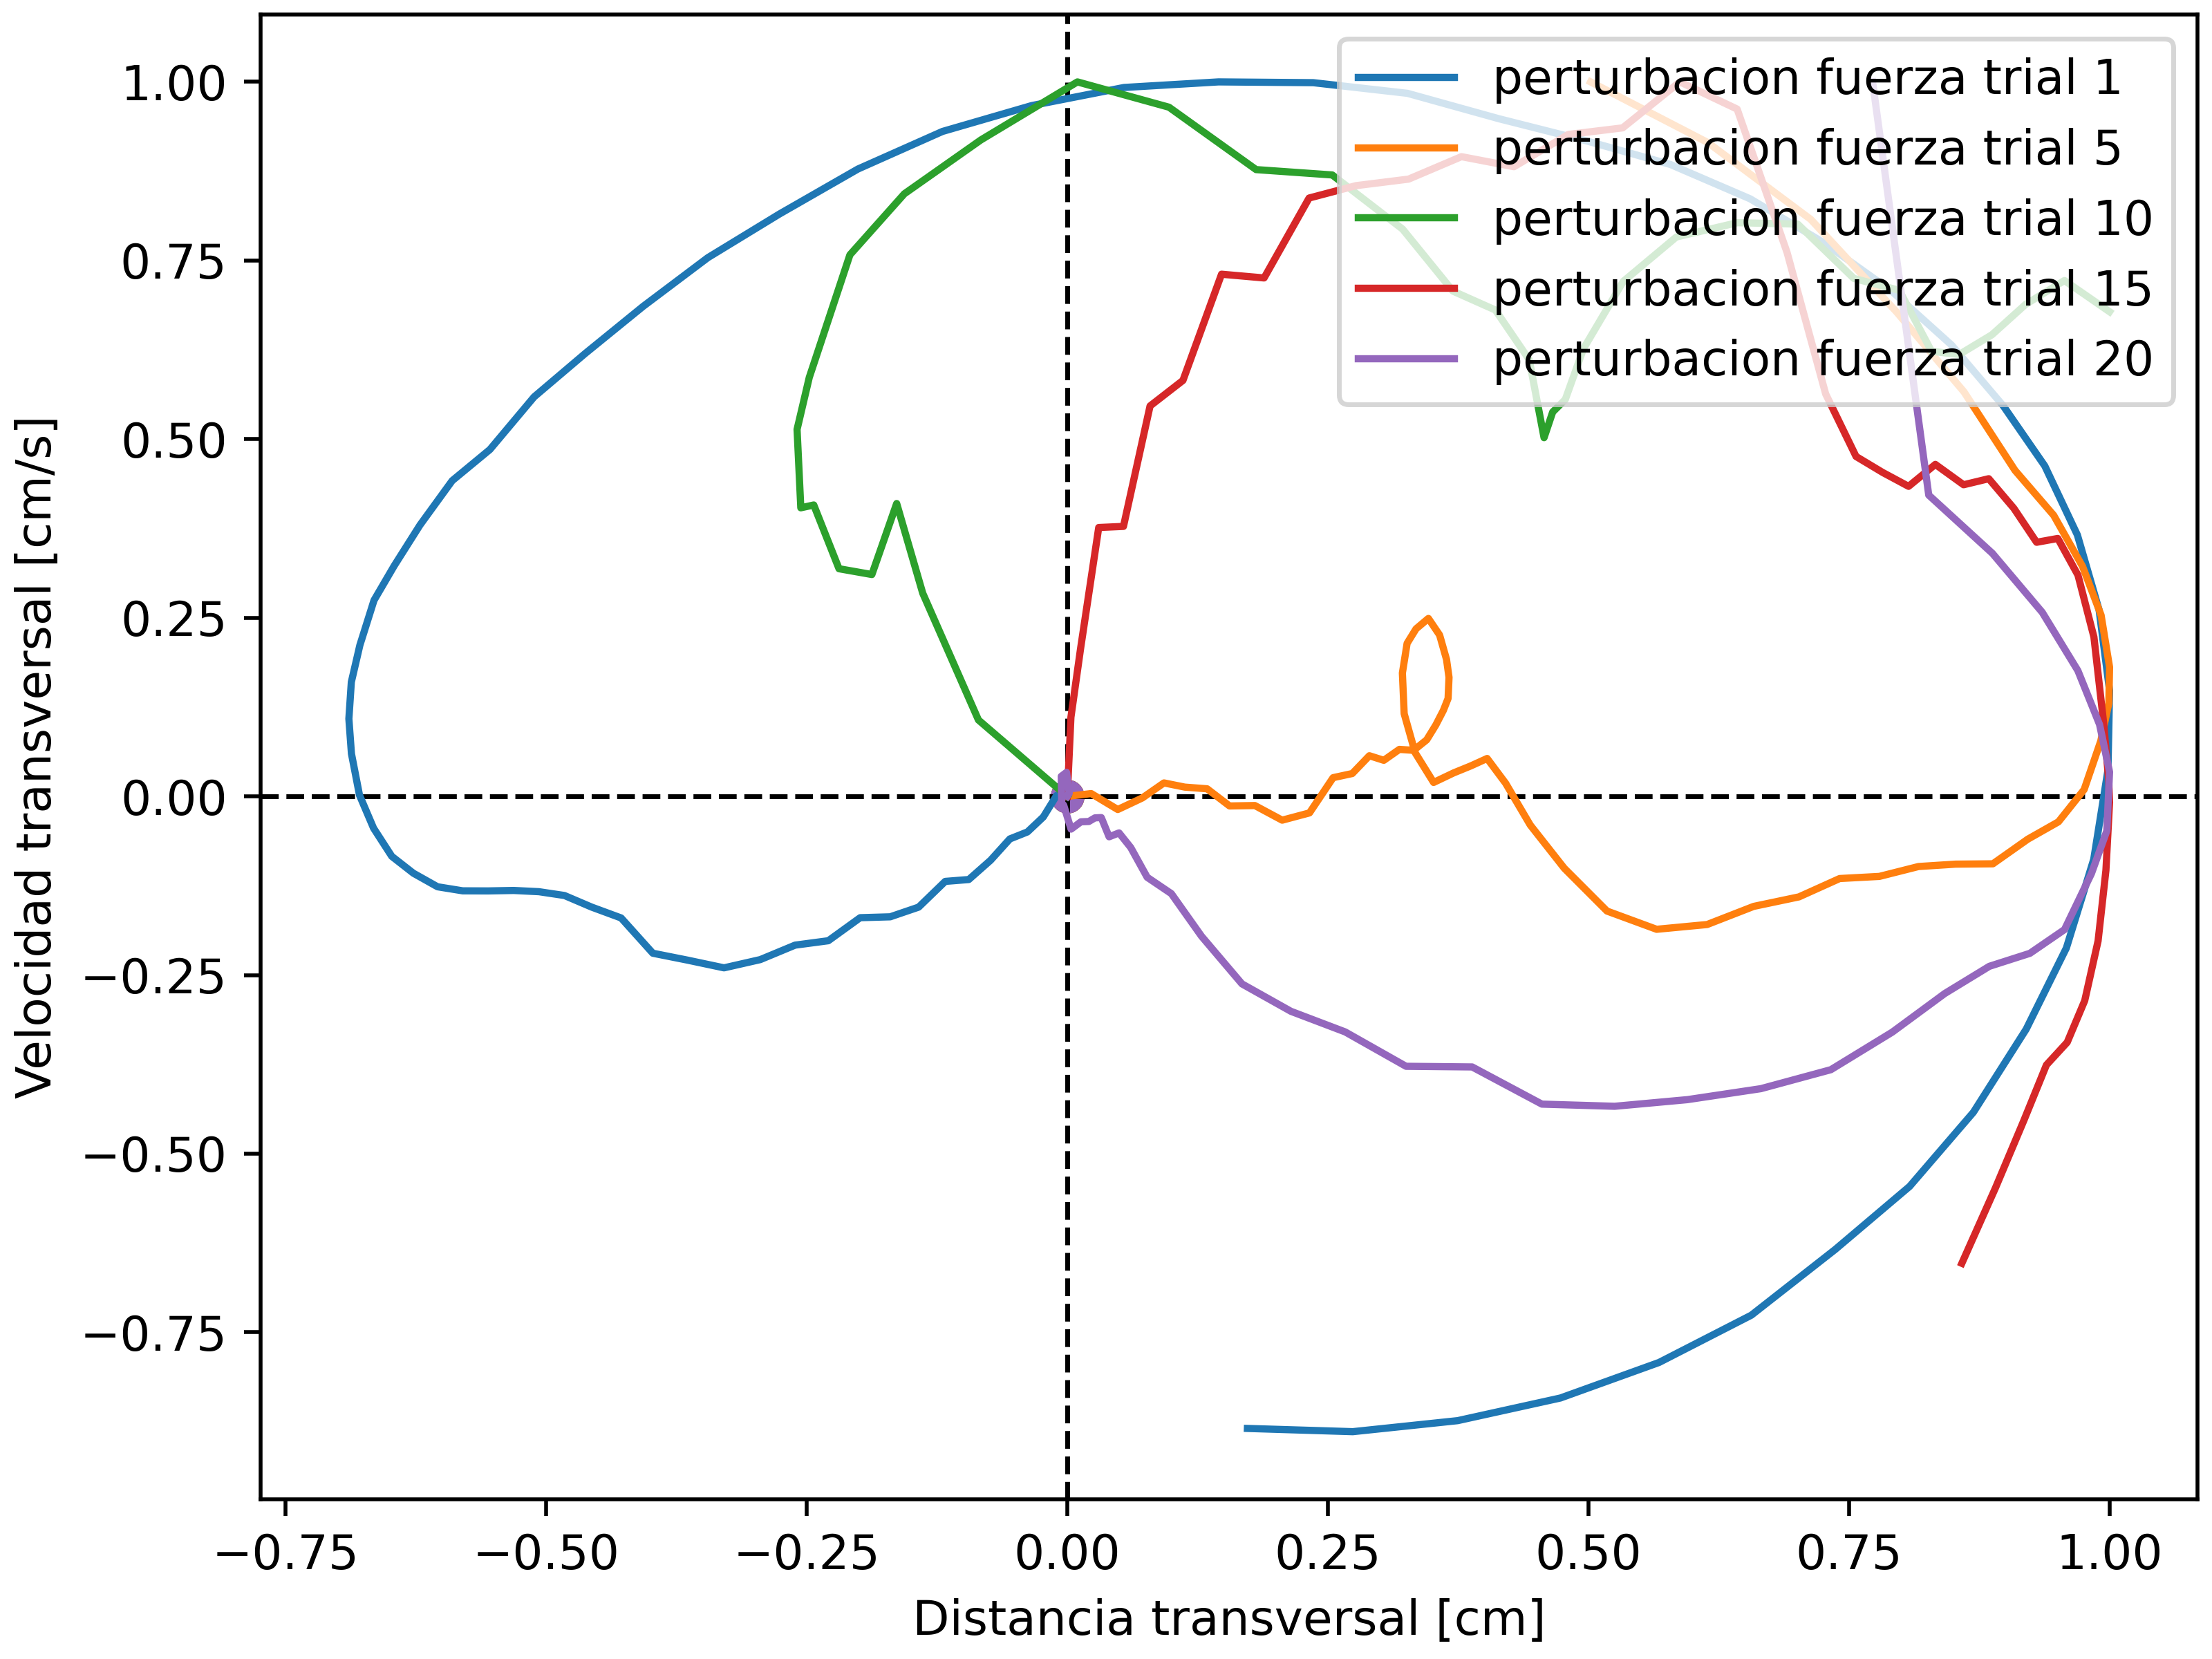 perturbacion fuerza trial 1
perturbacion fuerza trial 5
perturbacion fuerza trial 10
perturbacion fuerza trial 15
perturbacion fuerza trial 20
1.00
0.75
0.50
0.25
0.00
−0.25
−0.50
−0.75
Velocidad transversal [cm/s]
−0.75 −0.50 −0.25 0.00 0.25 0.50 0.75 1.00
Distancia transversal [cm]